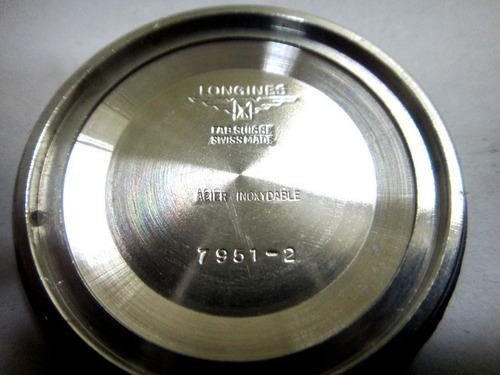 LONGINES
FAB.SUISSE
SWISS MADE
ACIER INOXYDABLE
7951-2